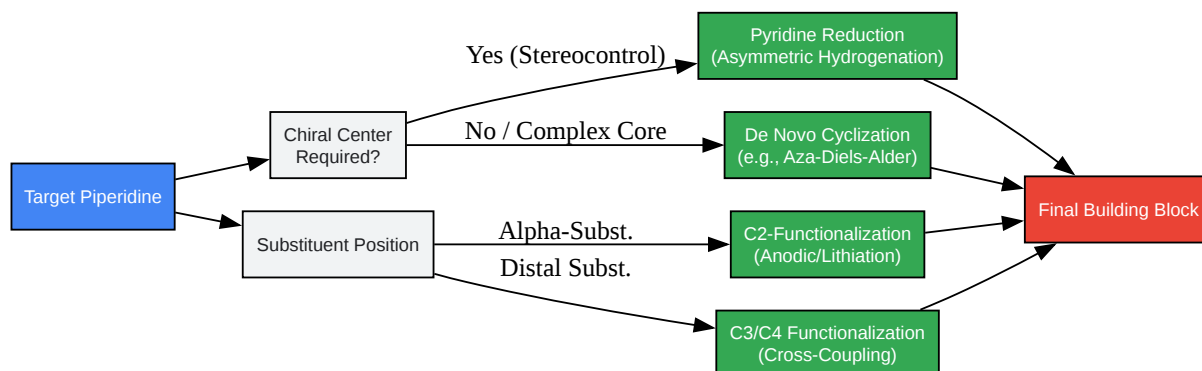 Target Piperidine
Chiral Center
Required?
Substituent Position
Yes (Stereocontrol)
No / Complex Core
Alpha-Subst.
Distal Subst.
Pyridine Reduction
(Asymmetric Hydrogenation)
De Novo Cyclization
(e.g., Aza-Diels-Alder)
C2-Functionalization
(Anodic/Lithiation)
C3/C4 Functionalization
(Cross-Coupling)
Final Building Block